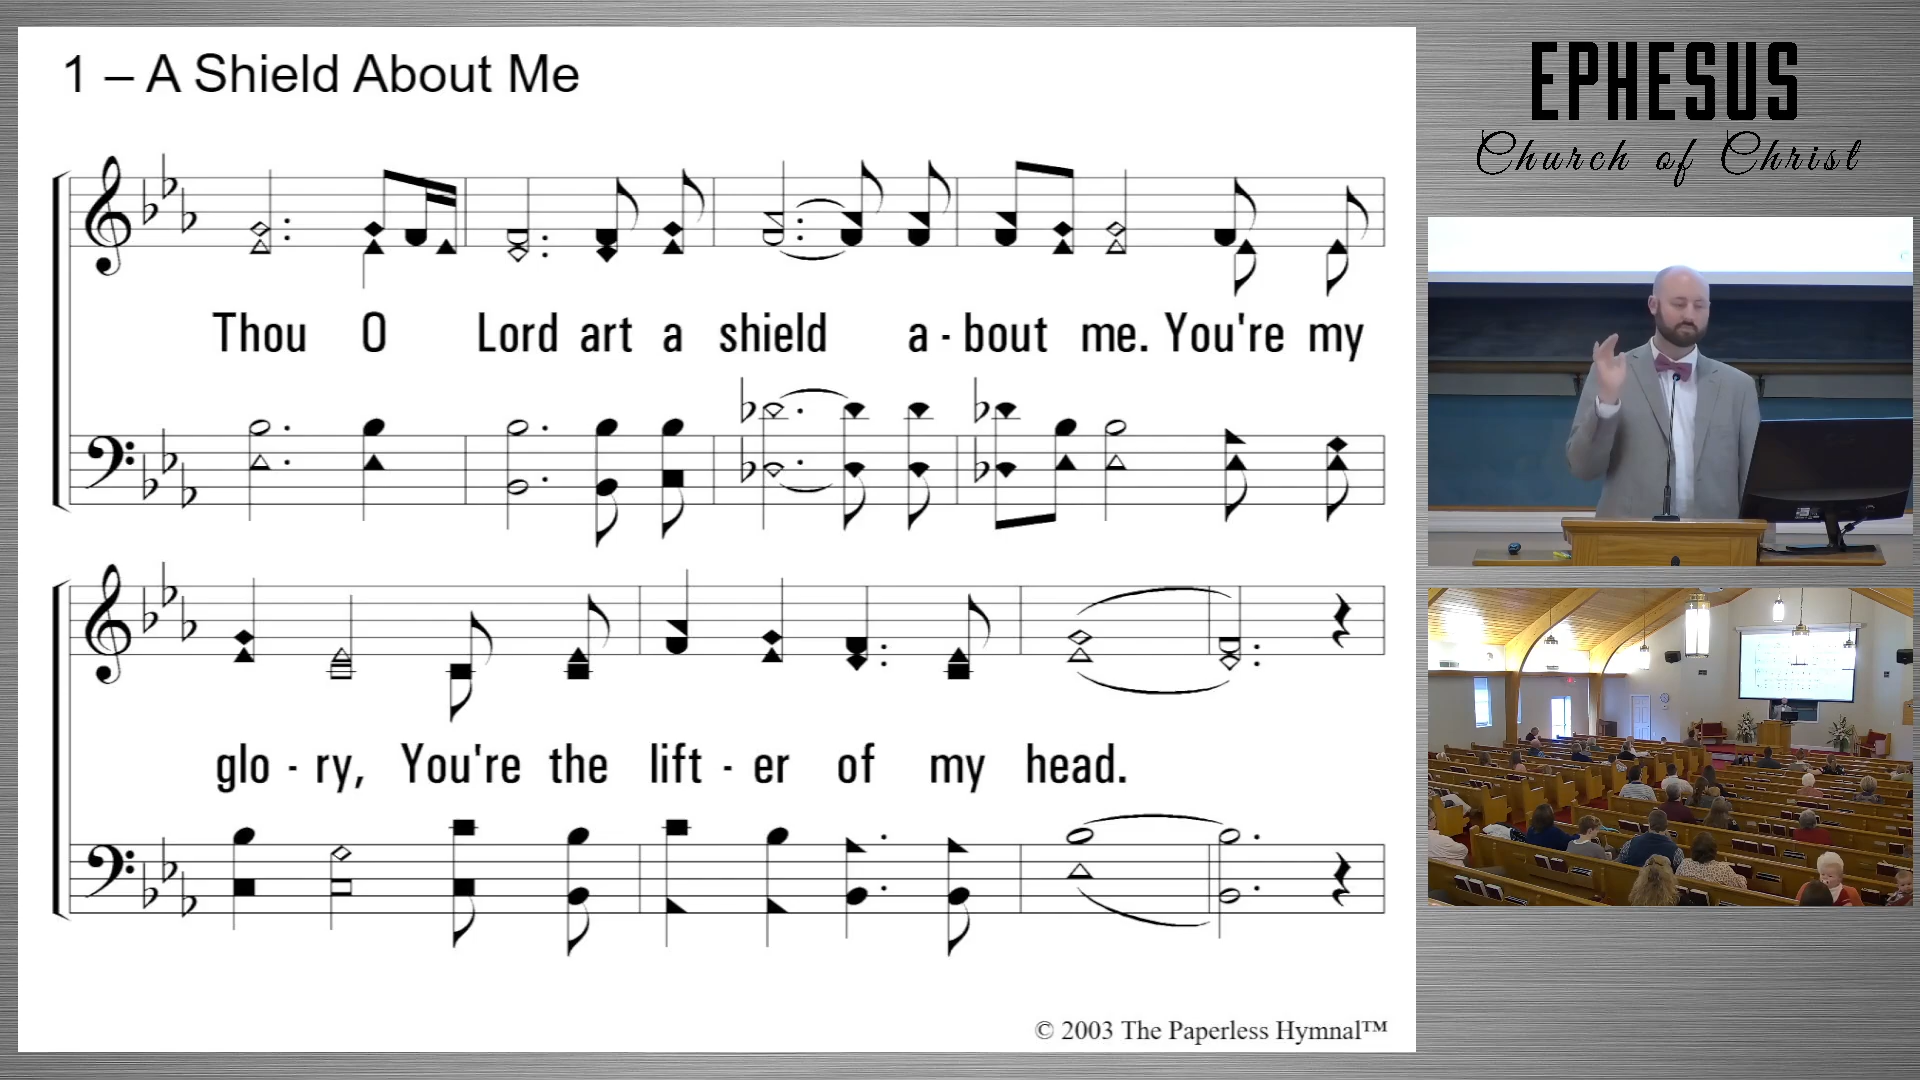 1 – A Shield About Me
Thou O Lord art a shield a - bout me. You're my
glo - ry, You're the lift - er of my head.
© 2003 The Paperless Hymnal™
EPHESUS
Church of Christ